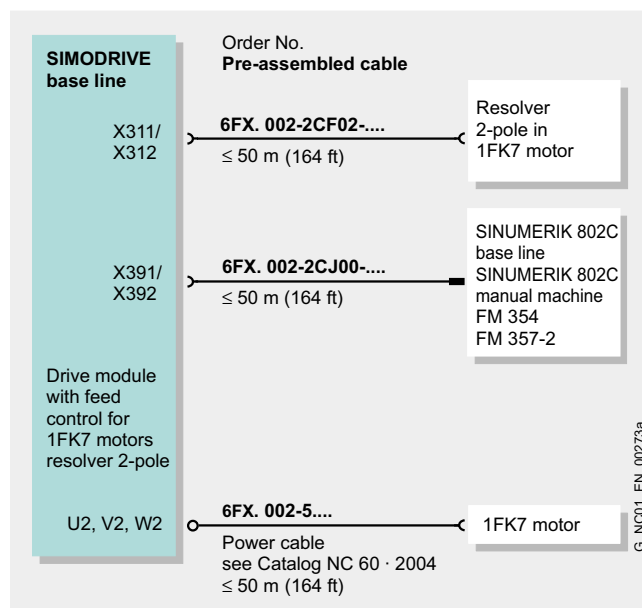 SIMODRIVE
base line
Order No.
Pre-assembled cable
X311/
X312
6FX. 002-2CF02-....
≤ 50 m (164 ft)
Resolver
2-pole in
1FK7 motor
X391/
X392
6FX. 002-2CJ00-....
≤ 50 m (164 ft)
SINUMERIK 802C
base line
SINUMERIK 802C
manual machine
FM 354
FM 357-2
Drive module
with feed
control for
1FK7 motors
resolver 2-pole
U2, V2, W2
6FX. 002-5....
Power cable
see Catalog NC 60 · 2004
≤ 50 m (164 ft)
1FK7 motor
G_NC01_EN_00273a